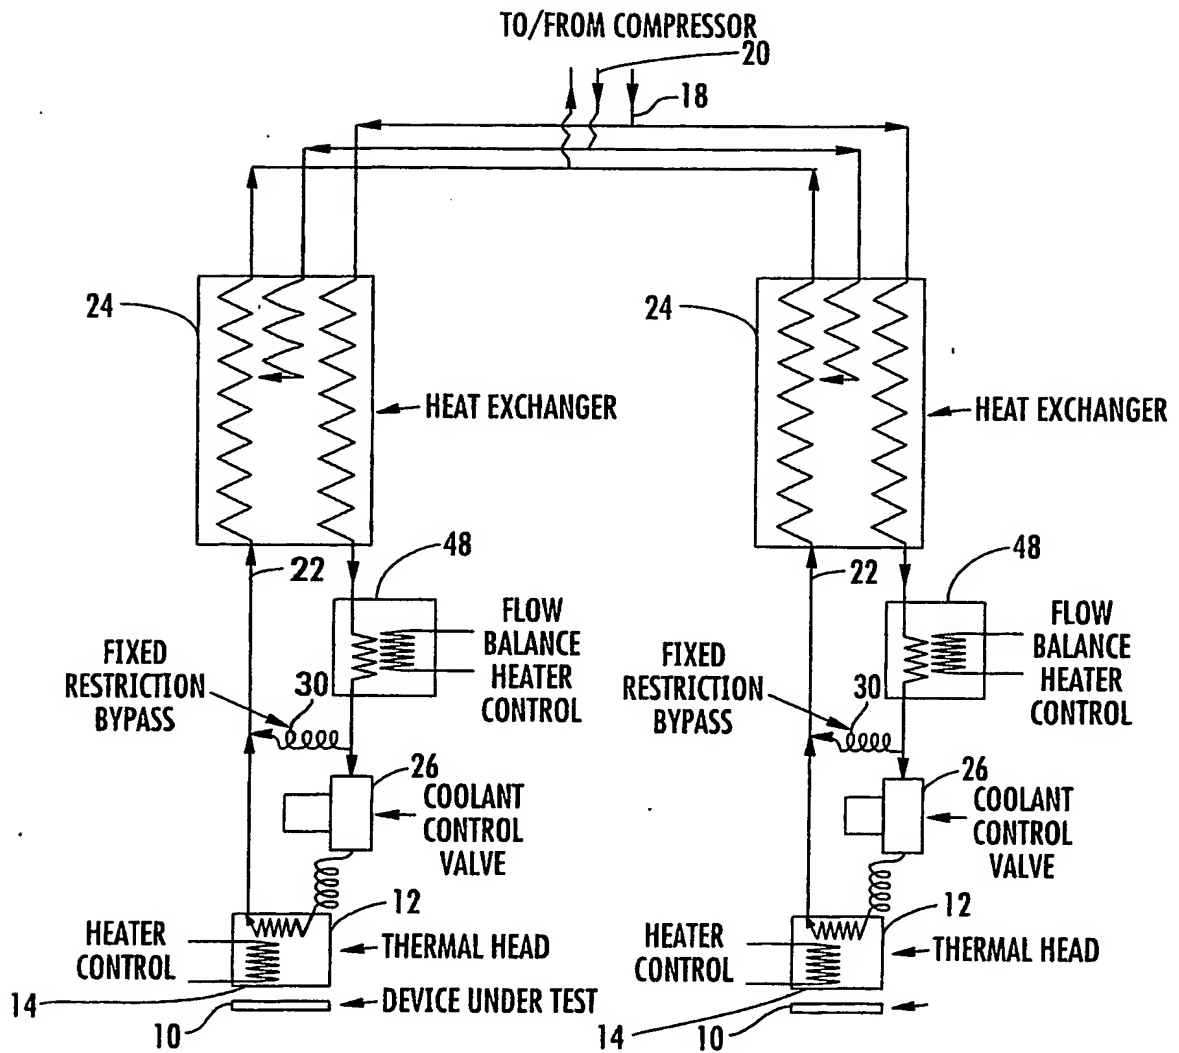 TO/FROM COMPRESSOR
20
18
24
HEAT EXCHANGER
24
HEAT EXCHANGER
48
22
FLOW
BALANCE
HEATER
CONTROL
FIXED
RESTRICTION
BYPASS
30
26
COOLANT
CONTROL
VALVE
12
HEATER
CONTROL
THERMAL HEAD
14
10
DEVICE UNDER TEST
48
22
FLOW
BALANCE
HEATER
CONTROL
FIXED
RESTRICTION
BYPASS
30
26
COOLANT
CONTROL
VALVE
12
HEATER
CONTROL
THERMAL HEAD
14
10